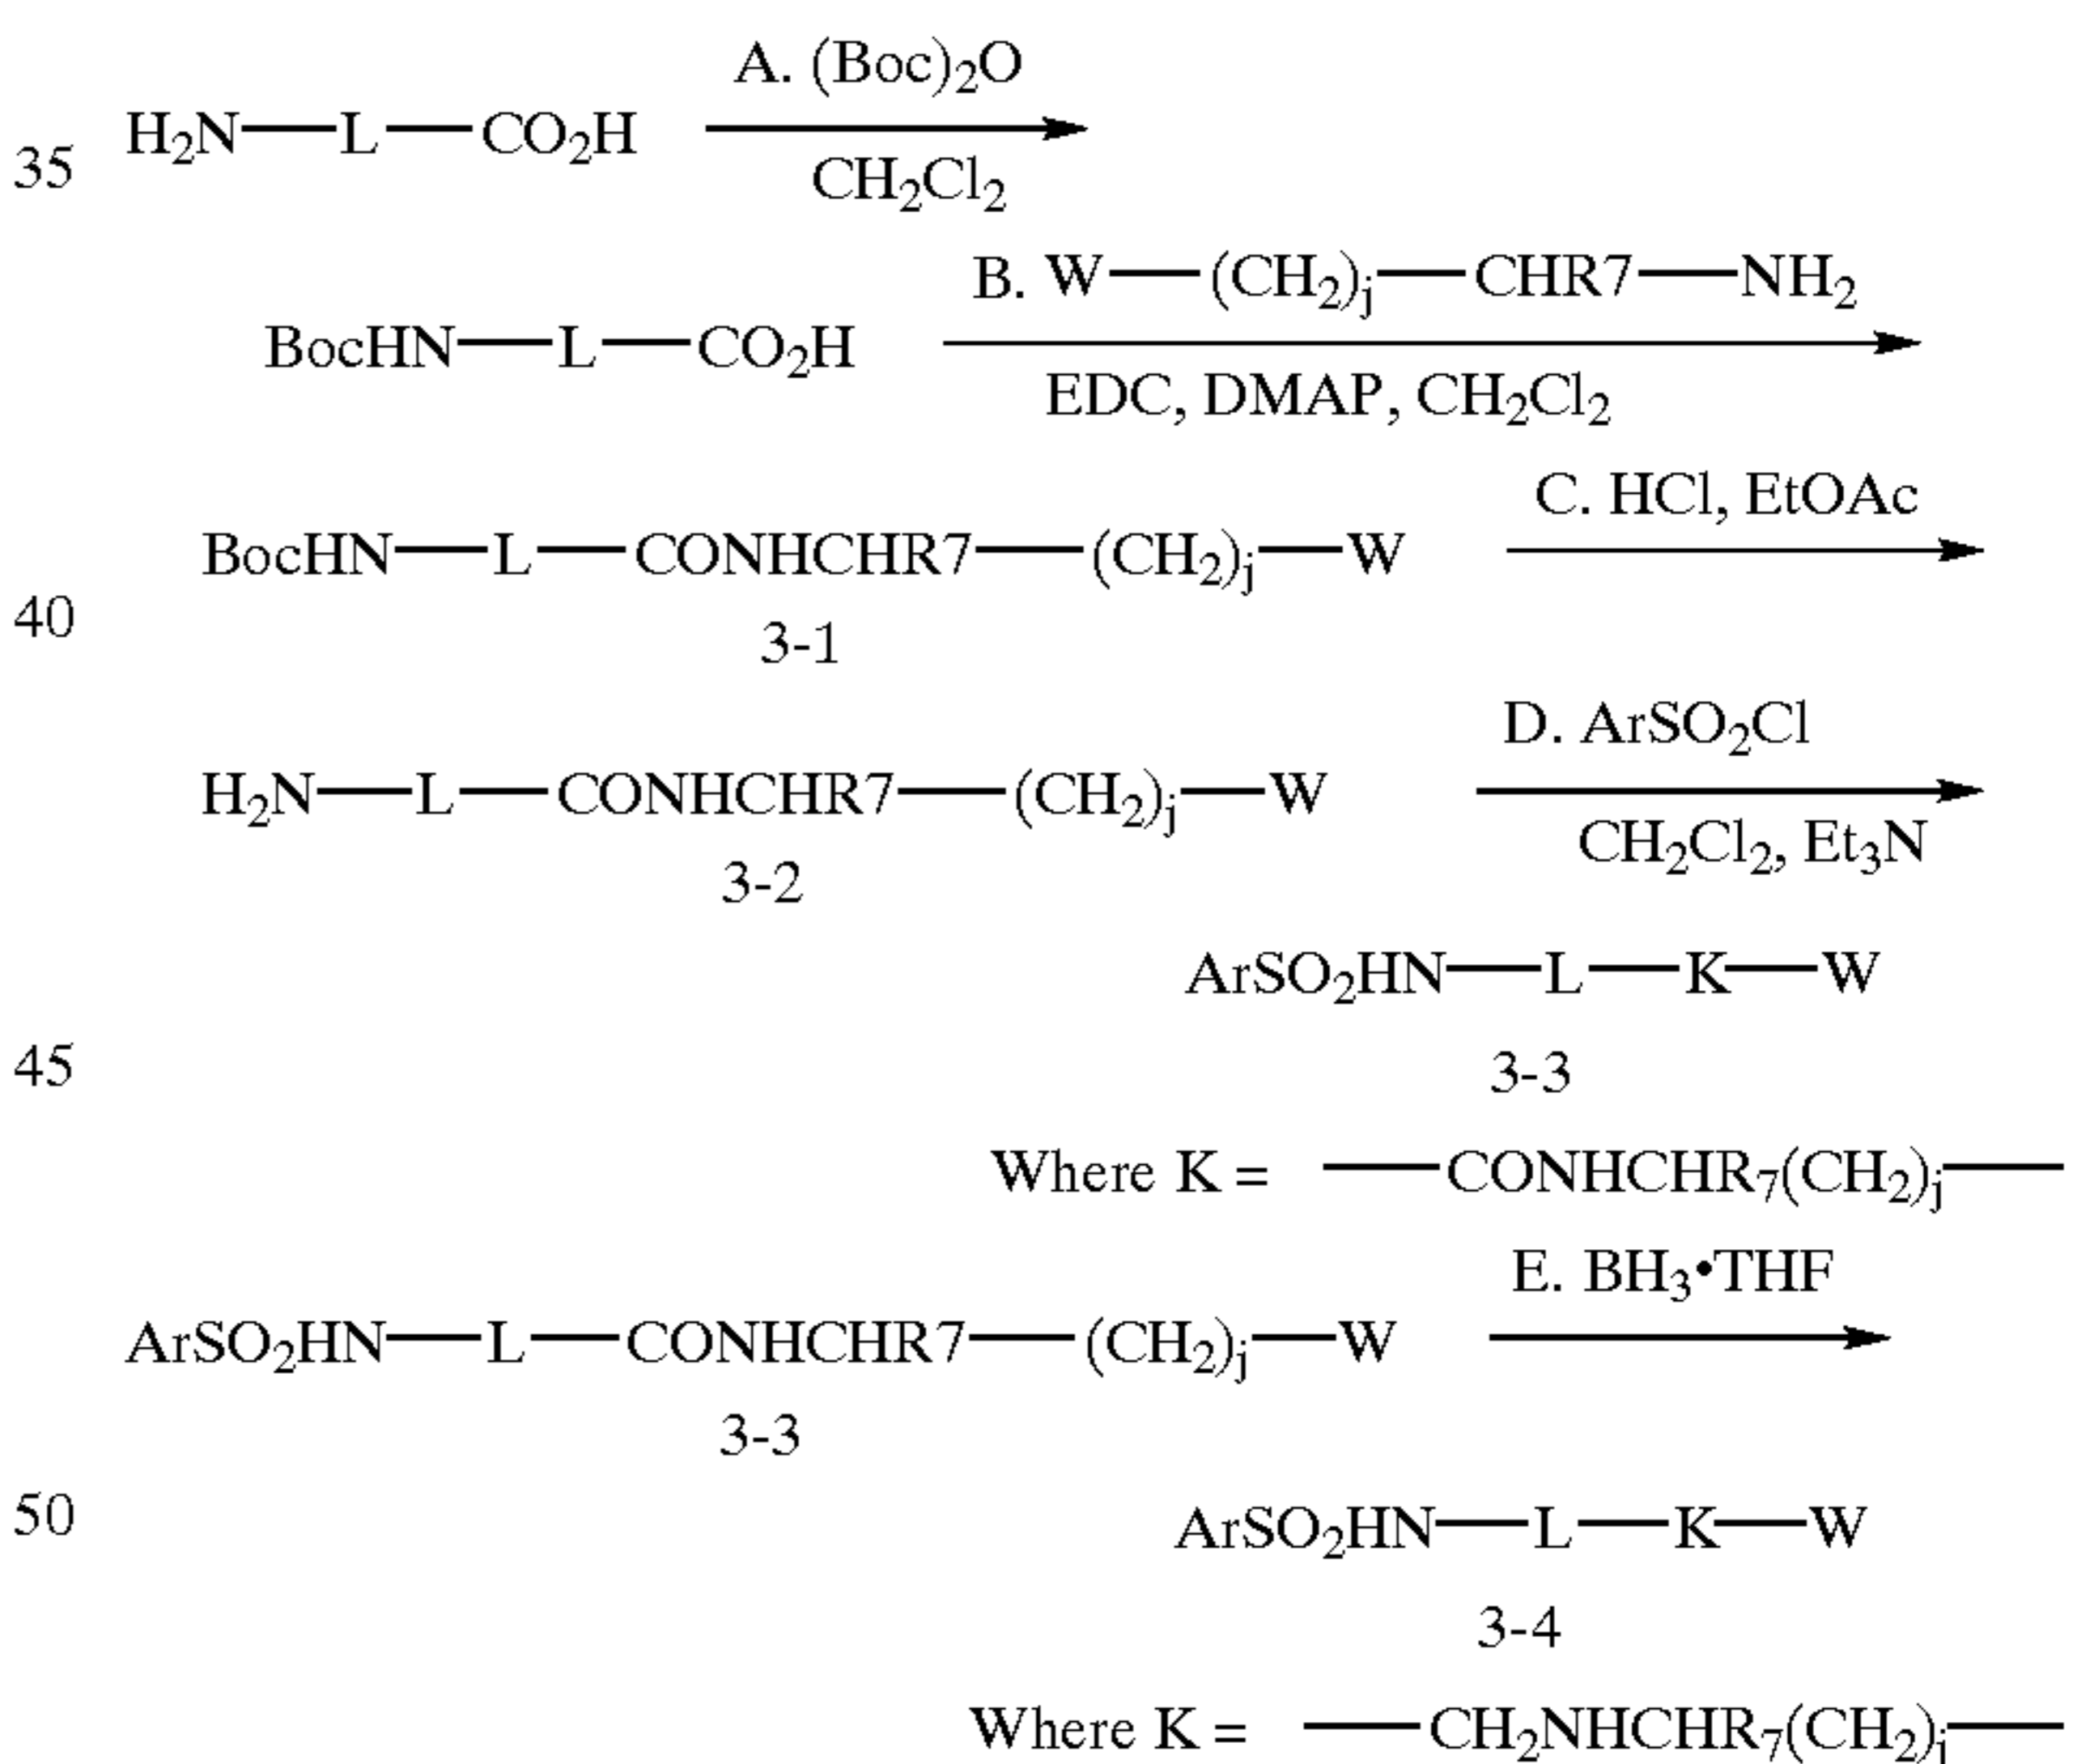 A. (Boc)₂O
35 H₂N—L—CO₂H
CH₂Cl₂
B. W—(CH₂)ⱼ—CHR7—NH₂
BocHN—L—CO₂H
EDC, DMAP, CH₂Cl₂
C. HCl, EtOAc
BocHN—L—CONHCHR7—(CH₂)ⱼ—W
40
3-1
D. ArSO₂Cl
H₂N—L—CONHCHR7—(CH₂)ⱼ—W
CH₂Cl₂, Et₃N
3-2
ArSO₂HN—L—K—W
45
3-3
Where K = —CONHCHR₇(CH₂)ⱼ—
E. BH₃•THF
ArSO₂HN—L—CONHCHR7—(CH₂)ⱼ—W
3-3
50
ArSO₂HN—L—K—W
3-4
Where K = —CH₂NHCHR₇(CH₂)ⱼ—